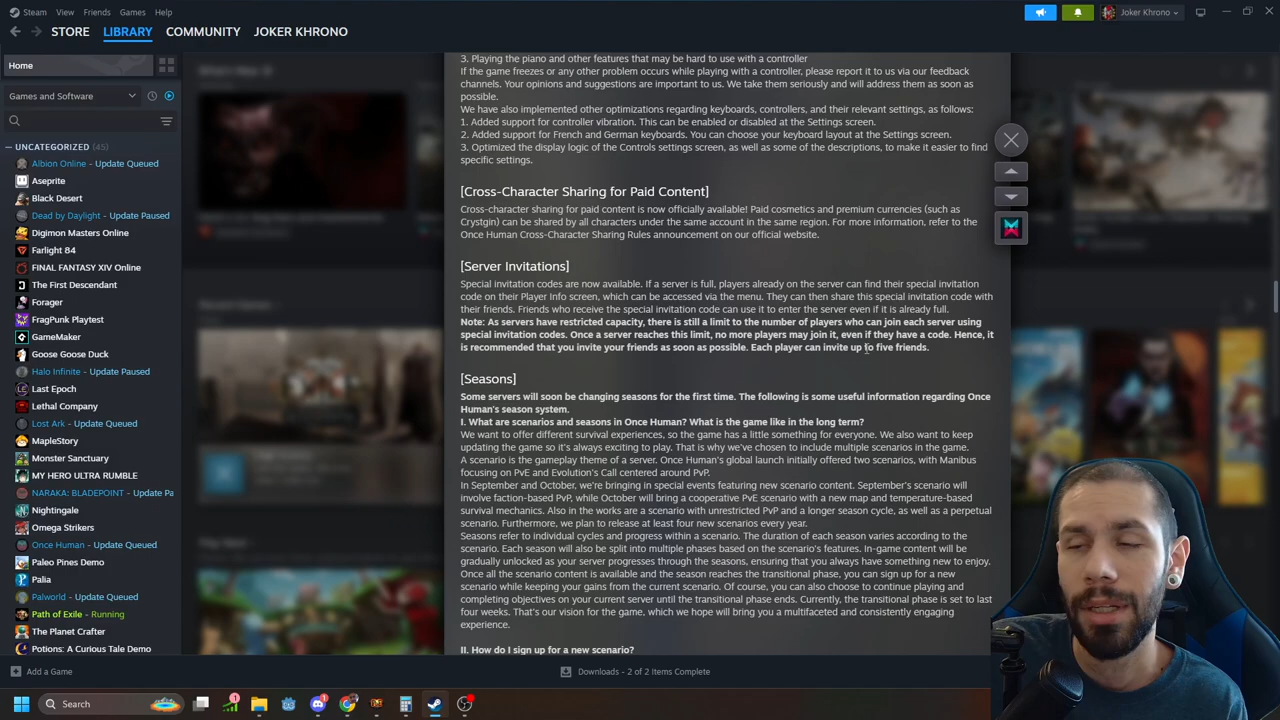 Steam View Friends Games Help
Joker Khrono
STORE LIBRARY COMMUNITY JOKER KHRONO
Home
Games and Software
UNCATEGORIZED (45)
Albion Online - Update Queued
Aseprite
Black Desert
Dead by Daylight - Update Paused
Digimon Masters Online
Farlight 84
FINAL FANTASY XIV Online
The First Descendant
Forager
FragPunk Playtest
GameMaker
Goose Goose Duck
Halo Infinite - Update Paused
Last Epoch
Lethal Company
Lost Ark - Update Queued
MapleStory
Monster Sanctuary
MY HERO ULTRA RUMBLE
NARAKA: BLADEPOINT - Update Pa
Nightingale
Omega Strikers
Once Human - Update Queued
Paleo Pines Demo
Palia
Palworld - Update Queued
Path of Exile - Running
The Planet Crafter
Potions: A Curious Tale Demo
3. Playing the piano and other features that may be hard to use with a controller
If the game freezes or any other problem occurs while playing with a controller, please report it to us via our feedback
channels. Your opinions and suggestions are important to us. We take them seriously and will address them as soon as
possible.
We have also implemented other optimizations regarding keyboards, controllers, and their relevant settings, as follows:
1. Added support for controller vibration. This can be enabled or disabled at the Settings screen.
2. Added support for French and German keyboards. You can choose your keyboard layout at the Settings screen.
3. Optimized the display logic of the Controls settings screen, as well as some of the descriptions, to make it easier to find
specific settings.
[Cross-Character Sharing for Paid Content]
Cross-character sharing for paid content is now officially available! Paid cosmetics and premium currencies (such as
Crystgin) can be shared by all characters under the same account in the same region. For more information, refer to the
Once Human Cross-Character Sharing Rules announcement on our official website.
[Server Invitations]
Special invitation codes are now available. If a server is full, players already on the server can find their special invitation
code on their Player Info screen, which can be accessed via the menu. They can then share this special invitation code with
their friends. Friends who receive the special invitation code can use it to enter the server even if it is already full.
Note: As servers have restricted capacity, there is still a limit to the number of players who can join each server using
special invitation codes. Once a server reaches this limit, no more players may join it, even if they have a code. Hence, it
is recommended that you invite your friends as soon as possible. Each player can invite up to five friends.
[Seasons]
Some servers will soon be changing seasons for the first time. The following is some useful information regarding Once
Human's season system.
I. What are scenarios and seasons in Once Human? What is the game like in the long term?
We want to offer different survival experiences, so the game has a little something for everyone. We also want to keep
updating the game so it's always exciting to play. That is why we've chosen to include multiple scenarios in the game.
A scenario is the gameplay theme of a server. Once Human's global launch initially offered two scenarios, with Manibus
focusing on PvE and Evolution's Call centered around PvP.
In September and October, we're bringing in special events featuring new scenario content. September's scenario will
involve faction-based PvP, while October will bring a cooperative PvE scenario with a new map and temperature-based
survival mechanics. Also in the works are a scenario with unrestricted PvP and a longer season cycle, as well as a perpetual
scenario. Furthermore, we plan to release at least four new scenarios every year.
Seasons refer to individual cycles and progress within a scenario. The duration of each season varies according to the
scenario. Each season will also be split into multiple phases based on the scenario's features. In-game content will be
gradually unlocked as your server progresses through the seasons, ensuring that you always have something new to enjoy.
Once all the scenario content is available and the season reaches the transitional phase, you can sign up for a new
scenario while keeping your gains from the current scenario. Of course, you can also choose to continue playing and
completing objectives on your current server until the transitional phase ends. Currently, the transitional phase is set to last
four weeks. That's our vision for the game, which we hope will bring you a multifaceted and consistently engaging
experience.
II. How do I sign up for a new scenario?
Add a Game
Downloads - 2 of 2 Items Complete
Search